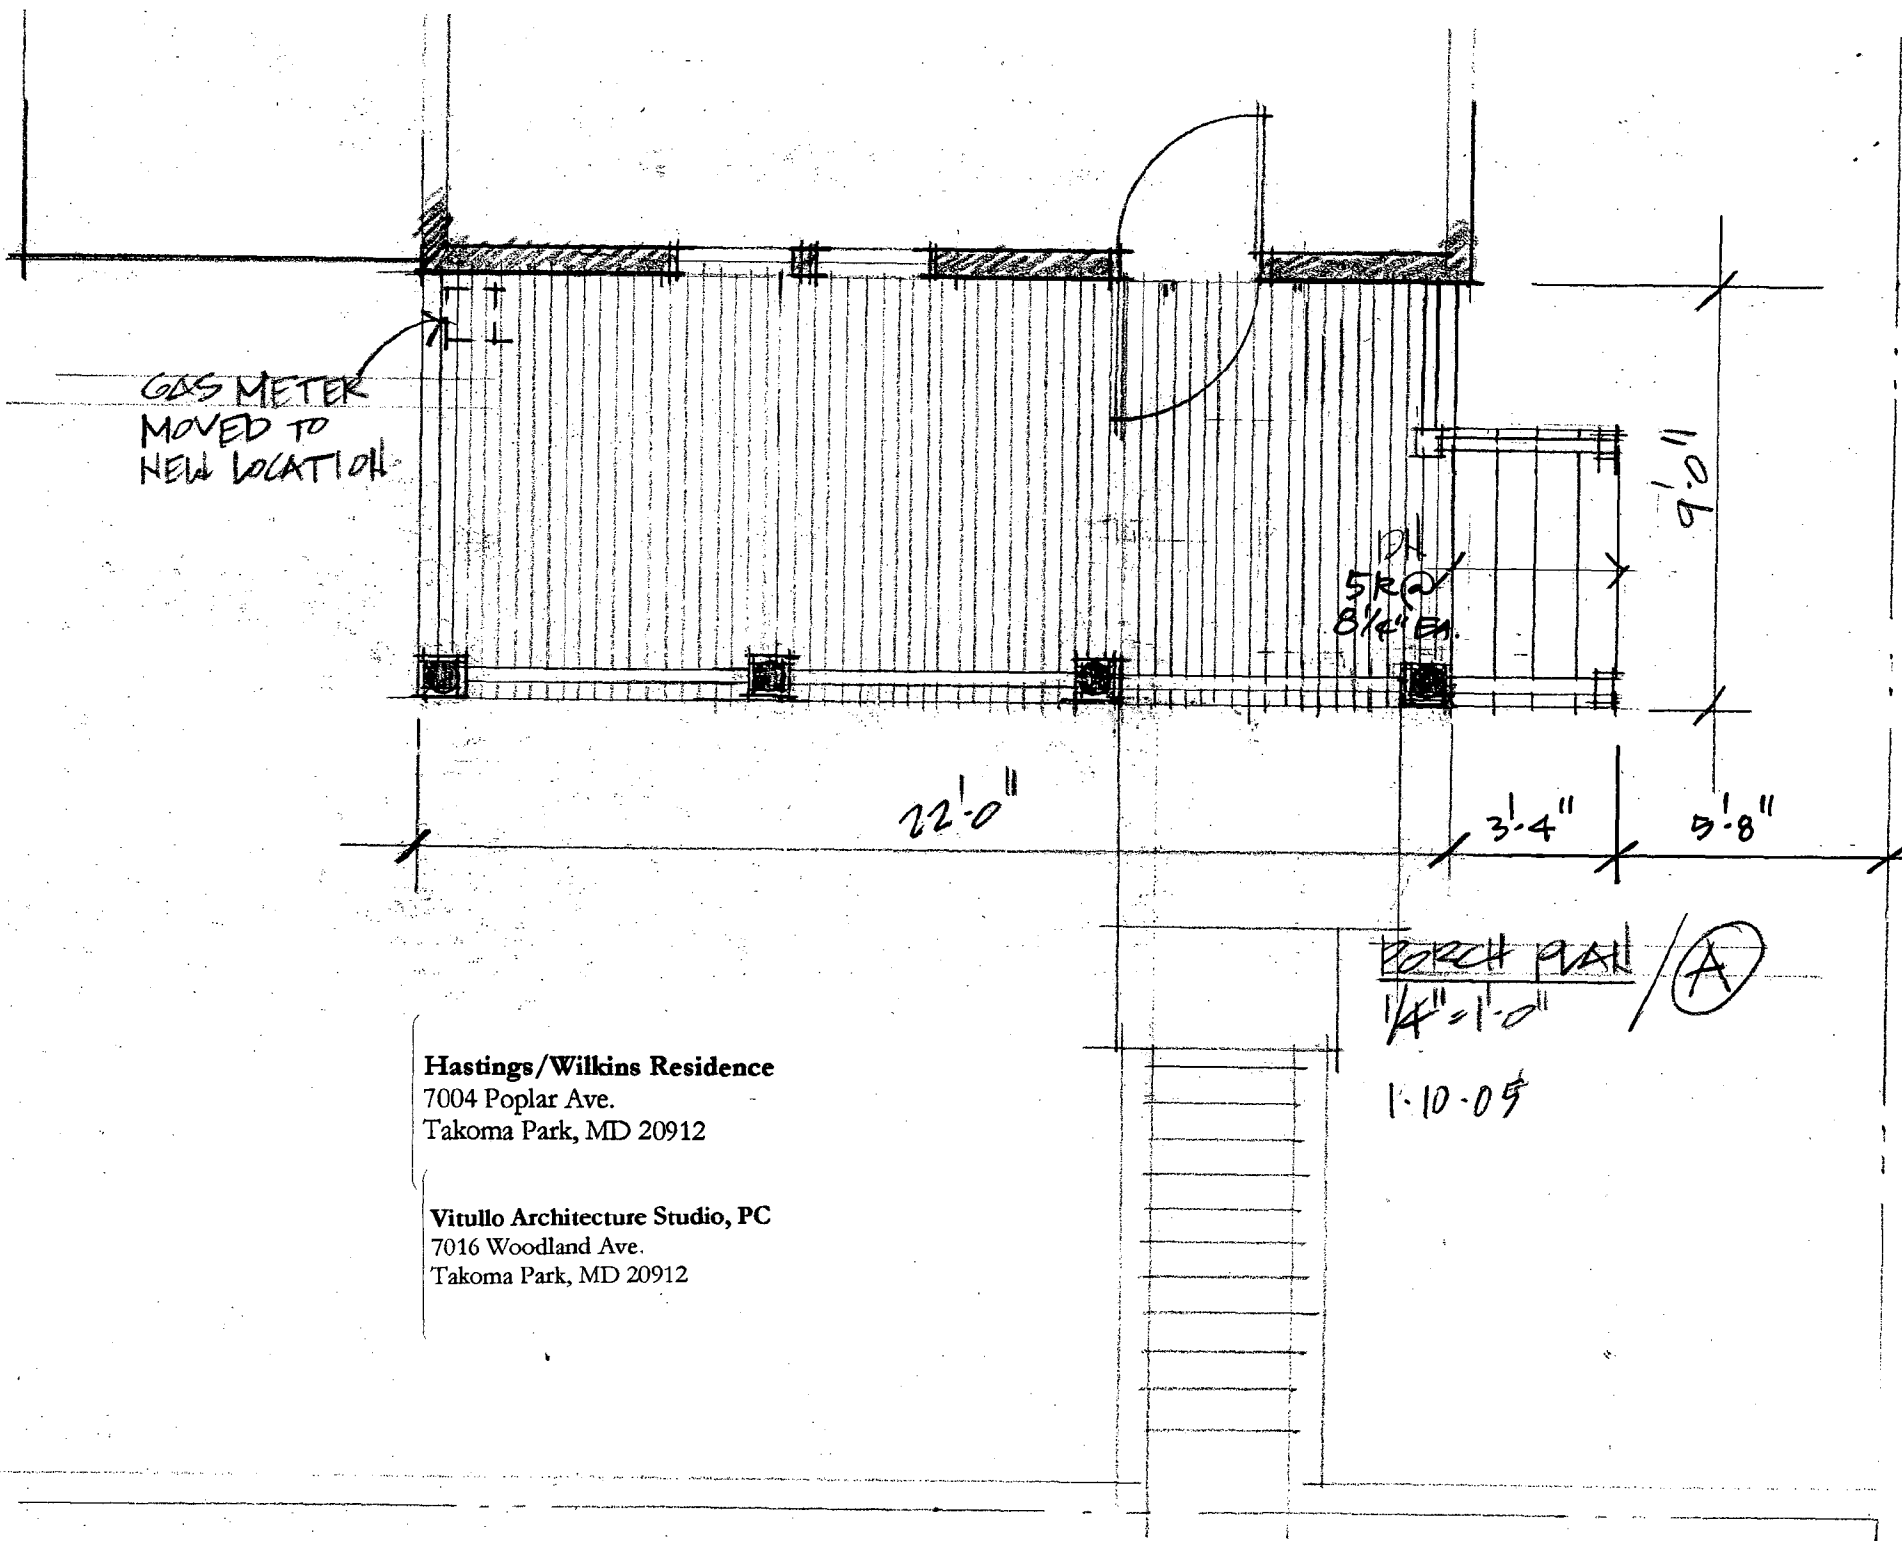 GAS METER
MOVED TO
NEW LOCATION
DN
5R@
8 1/4" EA.
9'-0"
22'-0"
3'-4"
5'-8"
PORCH PLAN / A
1/4" = 1'-0"
1-10-05
Hastings/Wilkins Residence
7004 Poplar Ave.
Takoma Park, MD 20912
Vitullo Architecture Studio, PC
7016 Woodland Ave.
Takoma Park, MD 20912